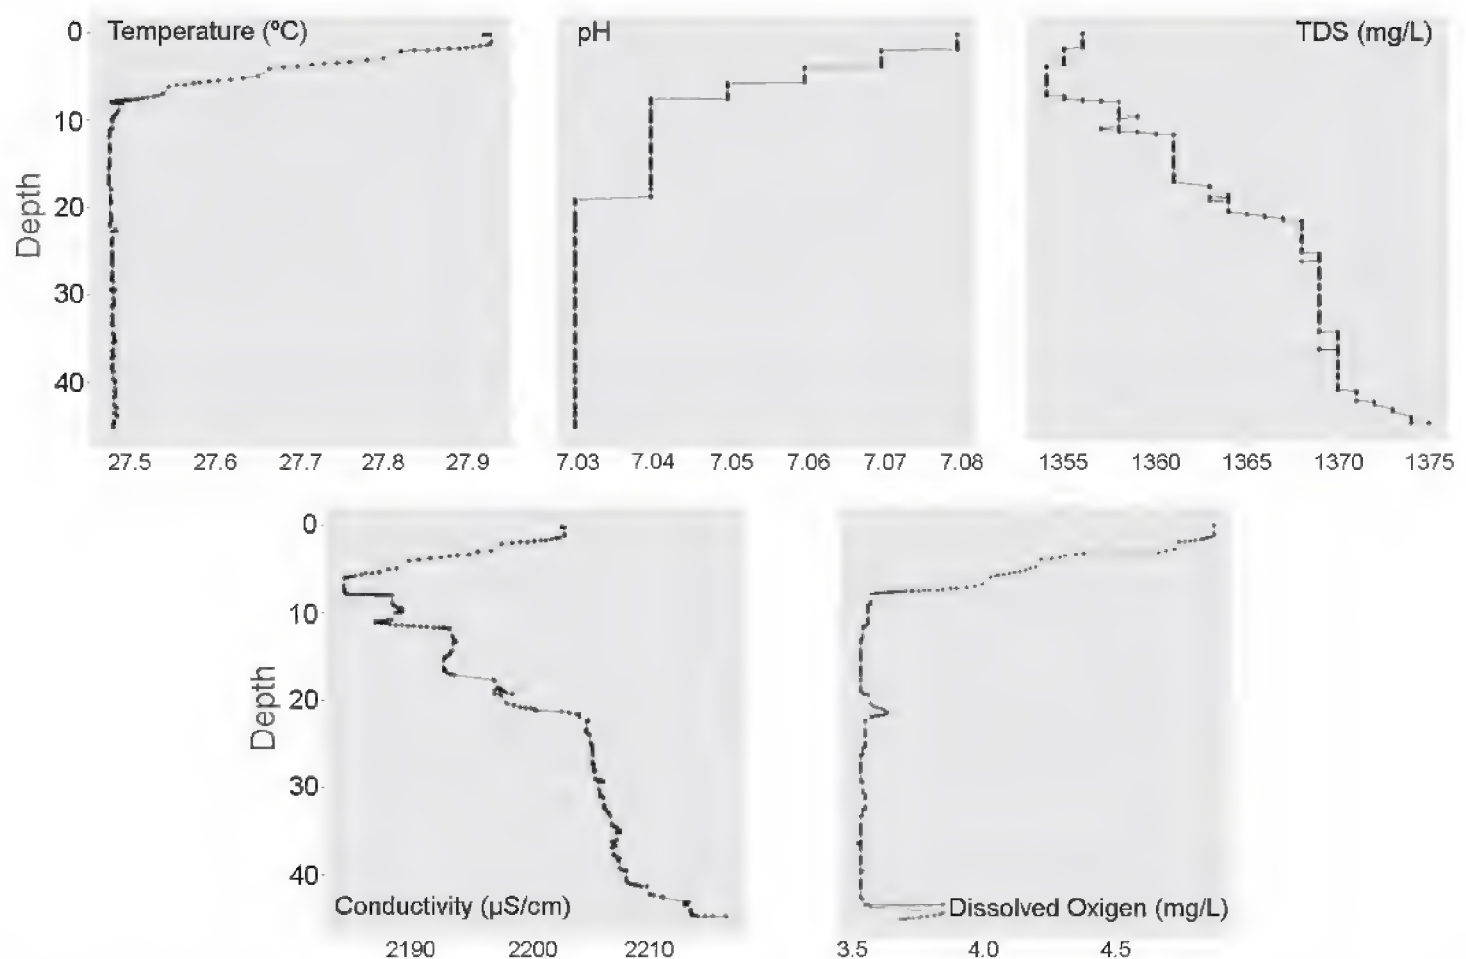 Temperature (ºC) pH TDS (mg/L)
0
10
20
30
40
Depth
27.5 27.6 27.7 27.8 27.9 7.03 7.04 7.05 7.06 7.07 7.08 1355 1360 1365 1370 1375
0
10
20
30
40
Depth
Conductivity (µS/cm) Dissolved Oxigen (mg/L)
2190 2200 2210 3.5 4.0 4.5